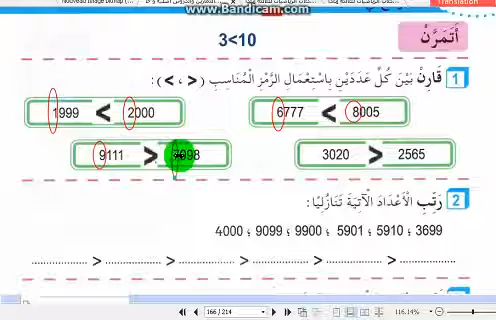 www.Bandicam.com
Translation
3<10
أَتَمَرَّنُ
1 قَارِنْ بَيْنَ كُلِّ عَدَدَيْنِ بِاسْتِعْمَالِ الرَّمْزِ الْمُنَاسِبِ (< ، >):
6777 < 8005
1999 < 2000
3020 > 2565
9111 >
2 رَتِّبِ الْأَعْدَادَ الْآتِيَةَ تَنَازُلِيًّا:
4000 ؛ 9099 ؛ 9900 ؛ 5901 ؛ 5910 ؛ 3699
............ > ............ > ............ > ............ > ............ > ............
166 / 214
116.14%